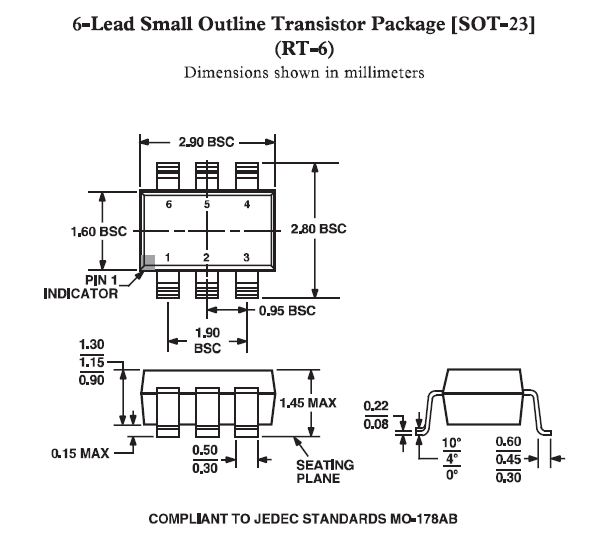 6-Lead Small Outline Transistor Package [SOT-23]
(RT-6)
Dimensions shown in millimeters
2.90 BSC
6 5 4
1.60 BSC
2.80 BSC
1 2 3
PIN 1
INDICATOR
0.95 BSC
1.90
BSC
1.30
1.15
0.90
1.45 MAX
0.15 MAX
0.50
0.30
SEATING
PLANE
0.22
0.08
10°
4°
0°
0.60
0.45
0.30
COMPLIANT TO JEDEC STANDARDS MO-178AB